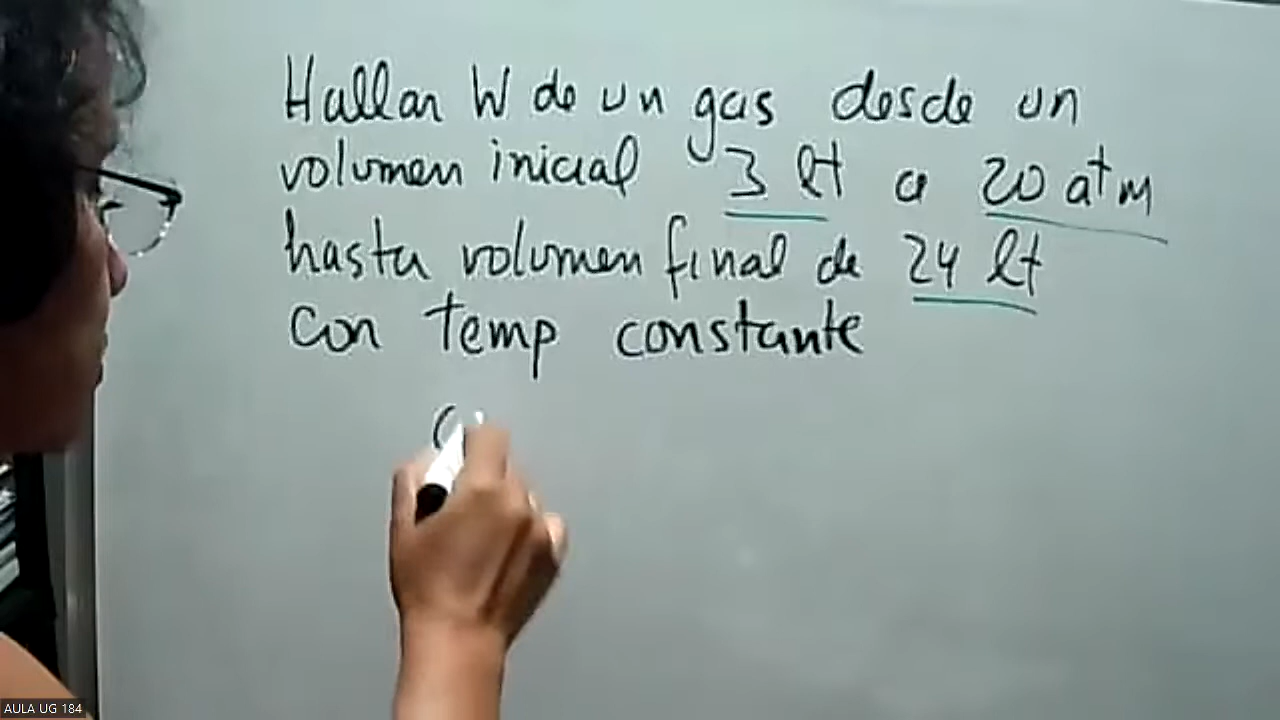 Hallar W de un gas desde un
volumen inicial 3 lt a 20 atm
hasta volumen final de 24 lt
con temp constante
AULA UG 184